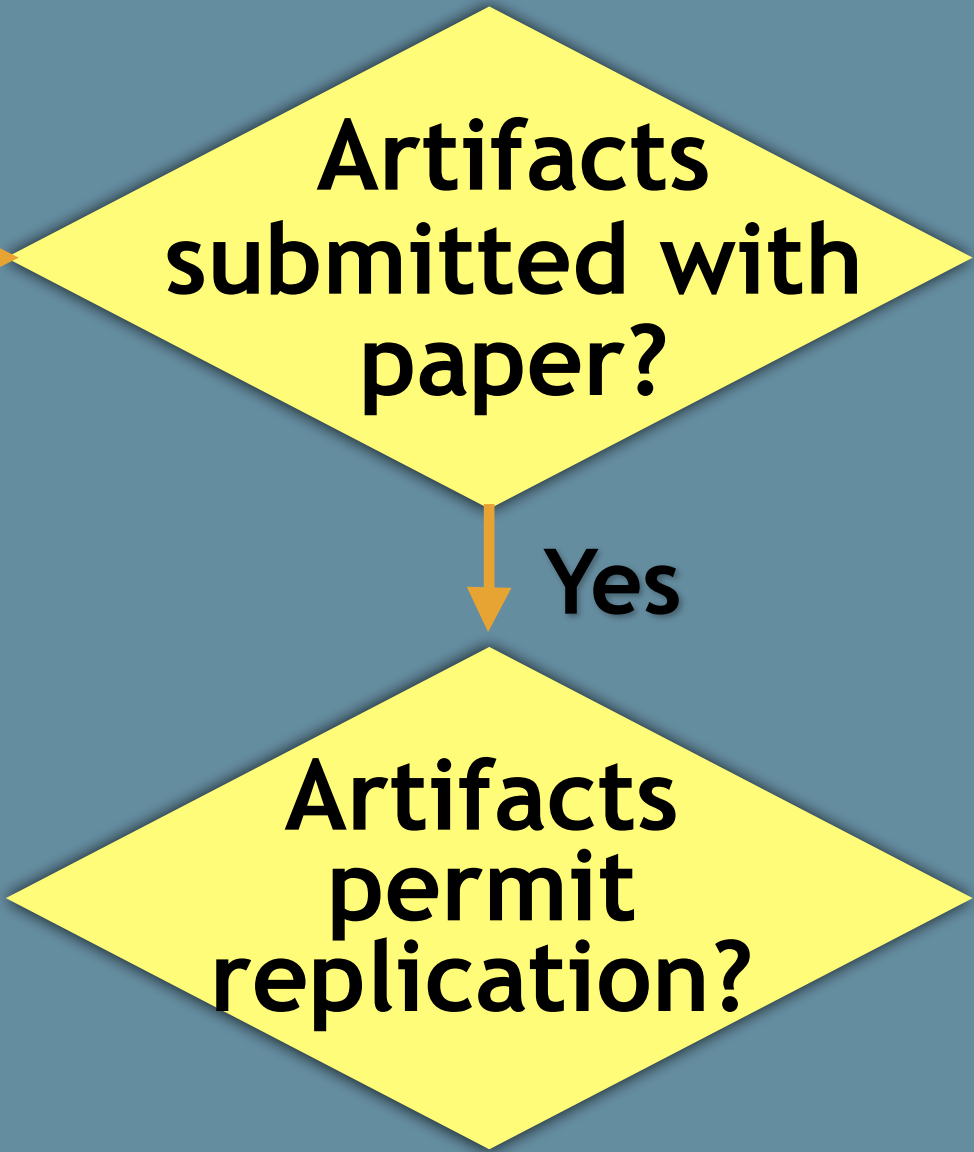 Artifacts
submitted with
paper?
Yes
Artifacts
permit
replication?